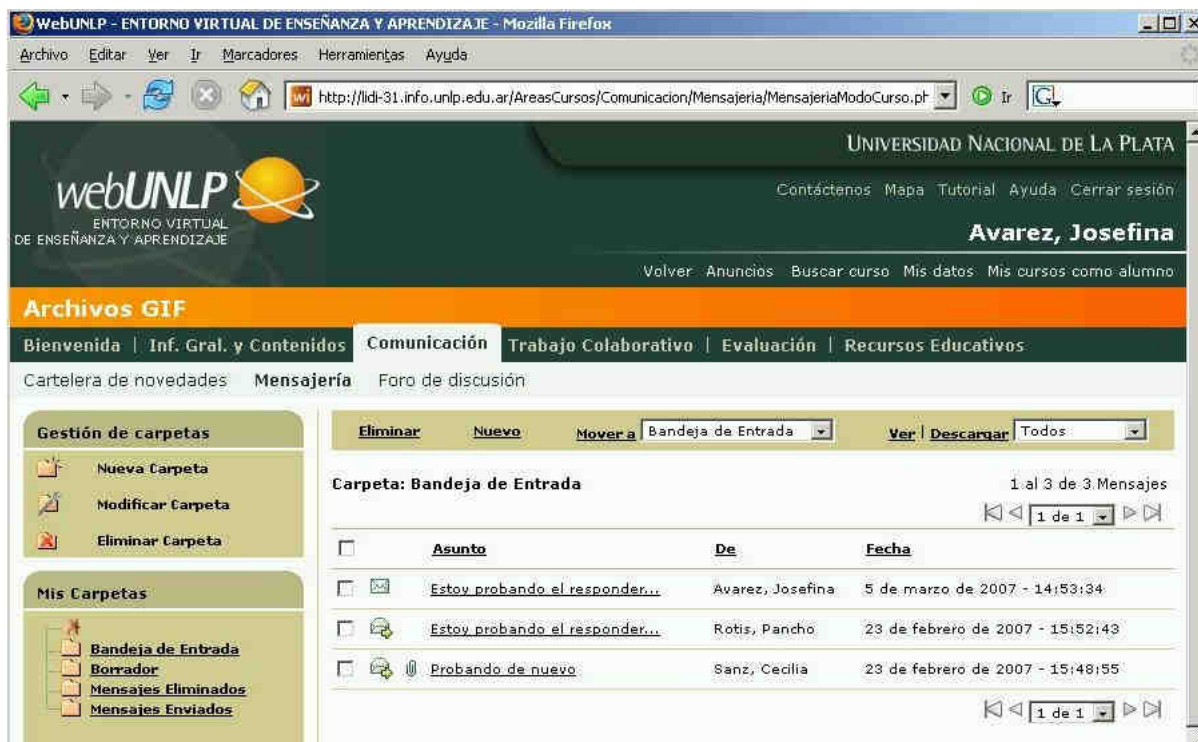 WebUNLP - ENTORNO VIRTUAL DE ENSEÑANZA Y APRENDIZAJE - Mozilla Firefox
Archivo Editar Ver Ir Marcadores Herramientas Ayuda
http://lidi-31.info.unlp.edu.ar/AreasCursos/Comunicacion/Mensajeria/MensajeriaModoCurso.ph Ir
UNIVERSIDAD NACIONAL DE LA PLATA
webUNLP
ENTORNO VIRTUAL
DE ENSEÑANZA Y APRENDIZAJE
Contáctenos Mapa Tutorial Ayuda Cerrar sesión
Avarez, Josefina
Volver Anuncios Buscar curso Mis datos Mis cursos como alumno
Archivos GIF
Bienvenida | Inf. Gral. y Contenidos Comunicación Trabajo Colaborativo | Evaluación | Recursos Educativos
Cartelera de novedades Mensajería Foro de discusión
Gestión de carpetas
Nueva Carpeta
Modificar Carpeta
Eliminar Carpeta
Mis Carpetas
Bandeja de Entrada
Borrador
Mensajes Eliminados
Mensajes Enviados
Eliminar Nuevo Mover a Bandeja de Entrada Ver | Descargar Todos
Carpeta: Bandeja de Entrada 1 al 3 de 3 Mensajes
1 de 1
Asunto De Fecha
Estoy probando el responder... Avarez, Josefina 5 de marzo de 2007 - 14:53:34
Estoy probando el responder... Rotis, Pancho 23 de febrero de 2007 - 15:52:43
Probando de nuevo Sanz, Cecilia 23 de febrero de 2007 - 15:48:55
1 de 1